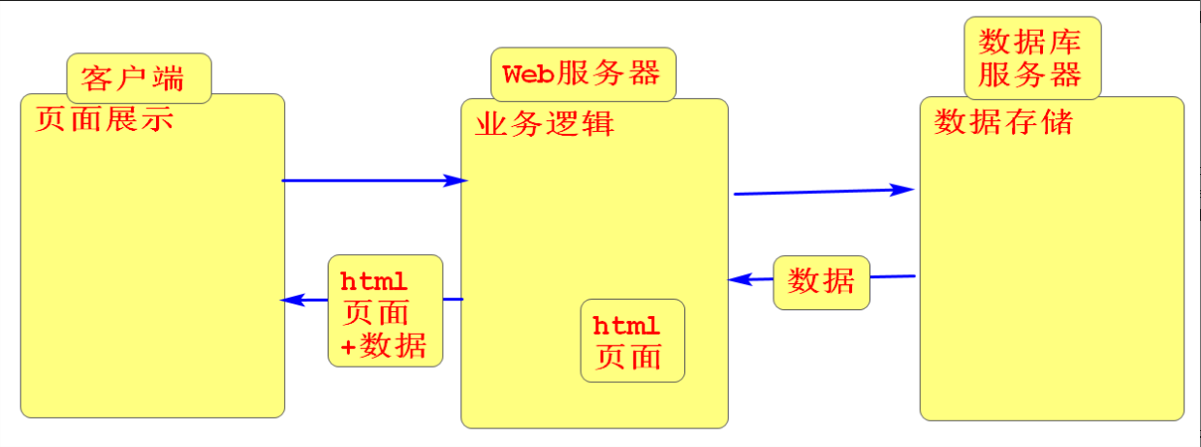 客户端
页面展示
Web服务器
业务逻辑
数据库
服务器
数据存储
html
页面
+数据
html
页面
数据